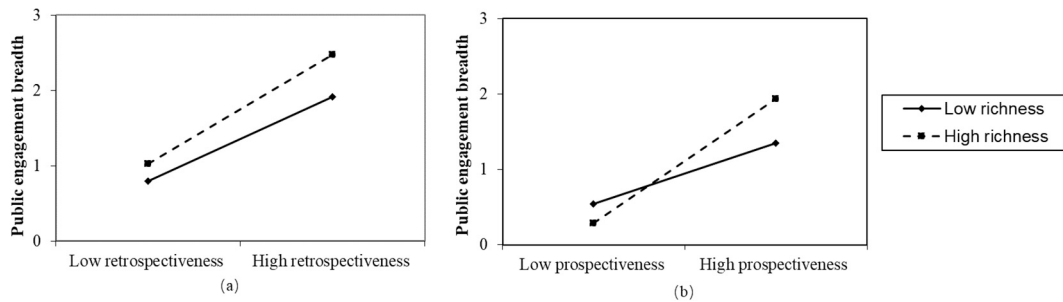 3
2
1
0
Public engagement breadth
Low retrospectiveness High retrospectiveness
(a)
3
2
1
0
Public engagement breadth
Low prospectiveness High prospectiveness
(b)
Low richness
High richness